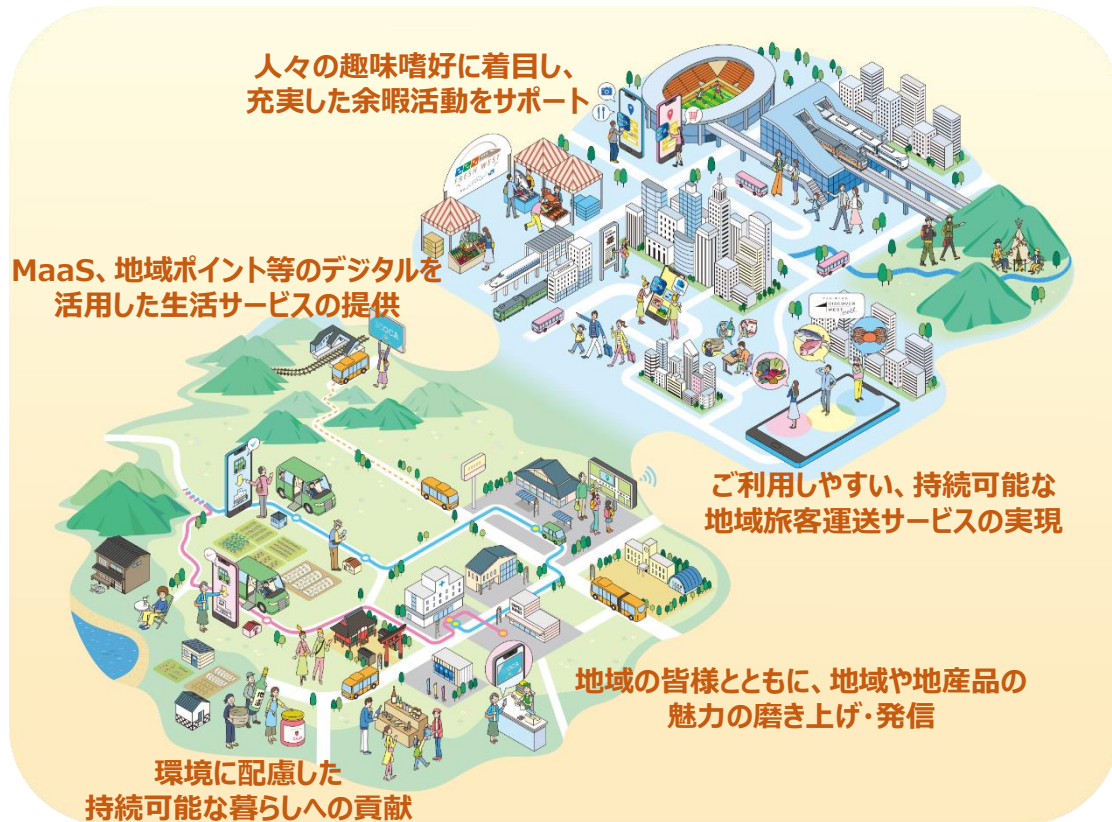 人々の趣味嗜好に着目し、
充実した余暇活動をサポート
FRESH WEST
MaaS、地域ポイント等のデジタルを
活用した生活サービスの提供
ICOCA
DISCOVER
WEST
ご利用しやすい、持続可能な
地域旅客運送サービスの実現
地域の皆様とともに、地域や地産品の
魅力の磨き上げ・発信
環境に配慮した
持続可能な暮らしへの貢献